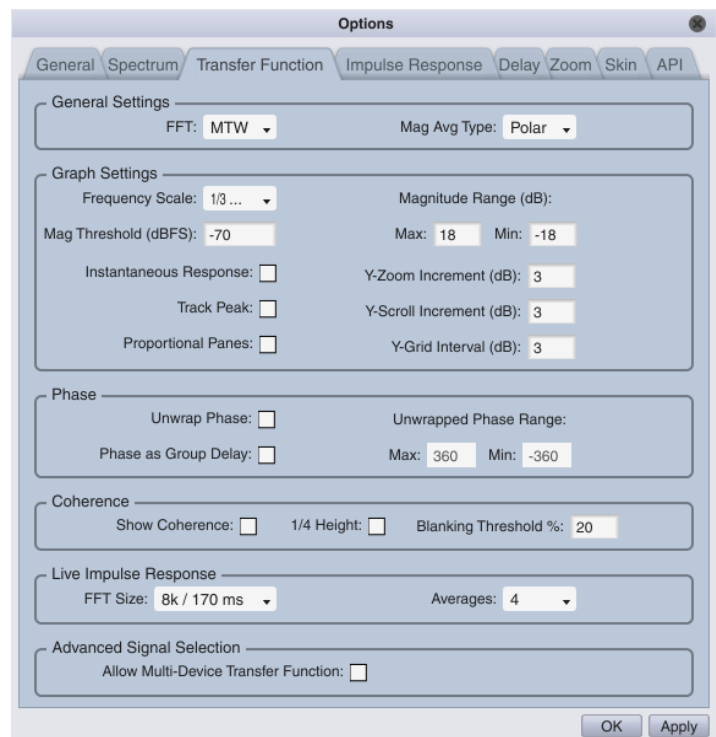 Options
General Spectrum Transfer Function Impulse Response Delay Zoom Skin API
General Settings
FFT: MTW Mag Avg Type: Polar
Graph Settings
Frequency Scale: 1/3 ... Magnitude Range (dB):
Mag Threshold (dBFS): -70 Max: 18 Min: -18
Instantaneous Response: Y-Zoom Increment (dB): 3
Track Peak: Y-Scroll Increment (dB): 3
Proportional Panes: Y-Grid Interval (dB): 3
Phase
Unwrap Phase: Unwrapped Phase Range:
Phase as Group Delay: Max: 360 Min: -360
Coherence
Show Coherence: 1/4 Height: Blanking Threshold %: 20
Live Impulse Response
FFT Size: 8k / 170 ms Averages: 4
Advanced Signal Selection
Allow Multi-Device Transfer Function:
OK Apply